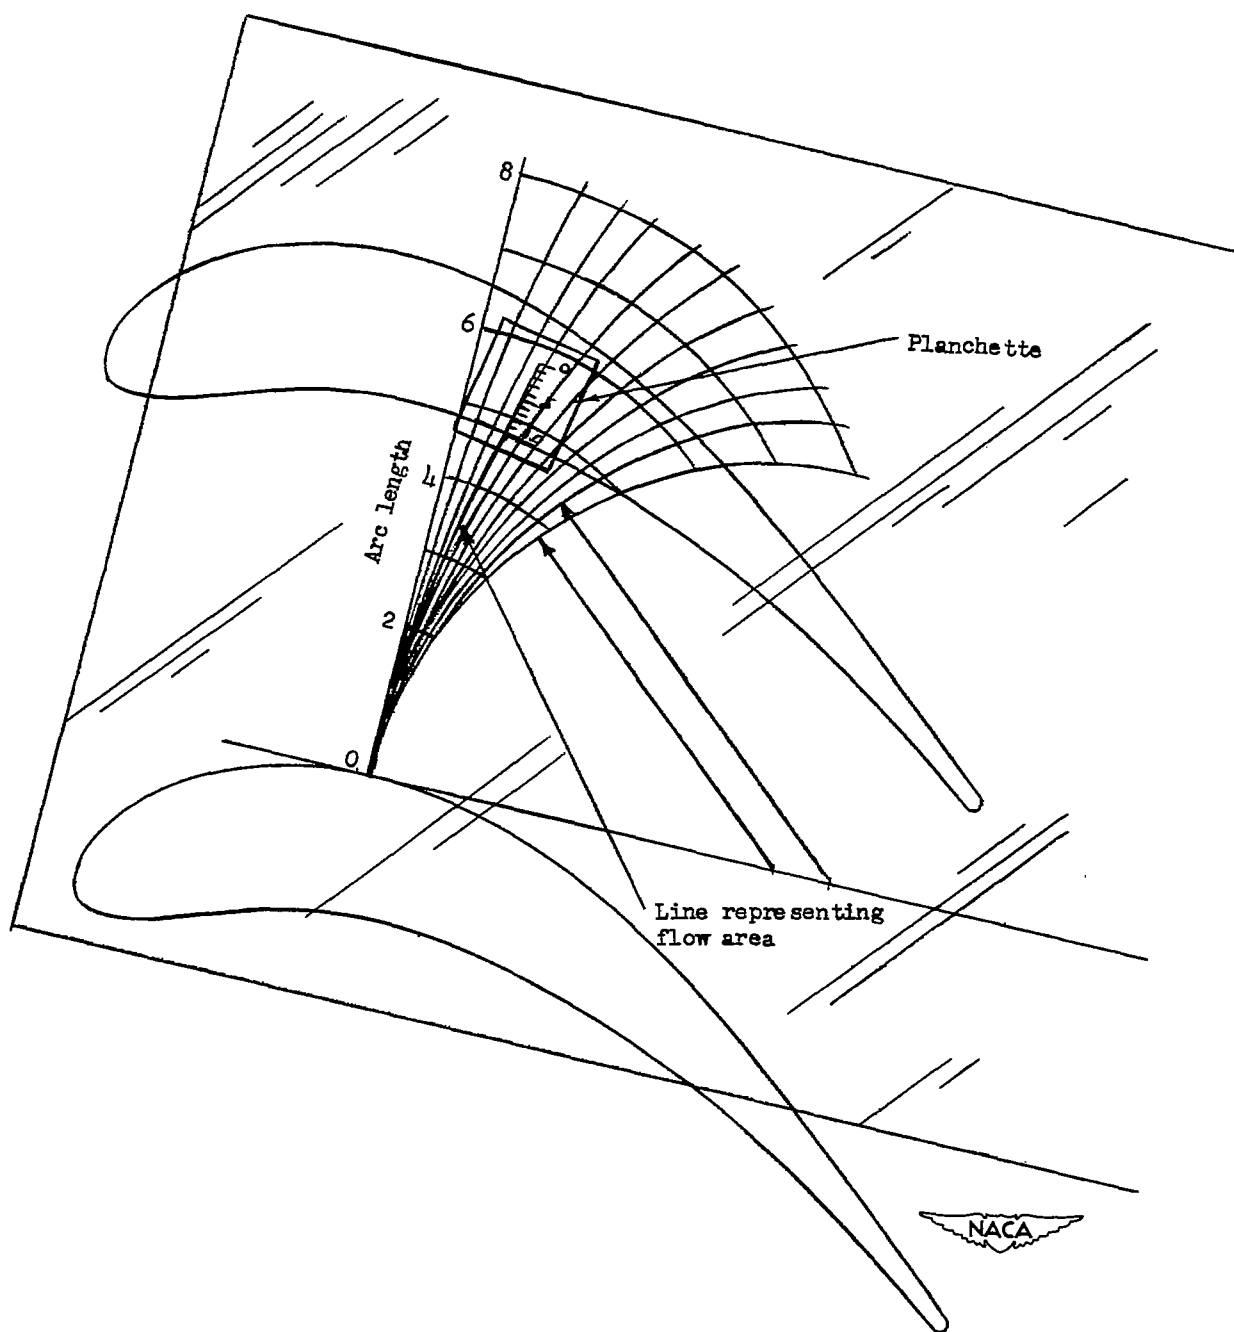 8
6
Planchette
4
Arc length
2
0
Line representing
flow area
NACA